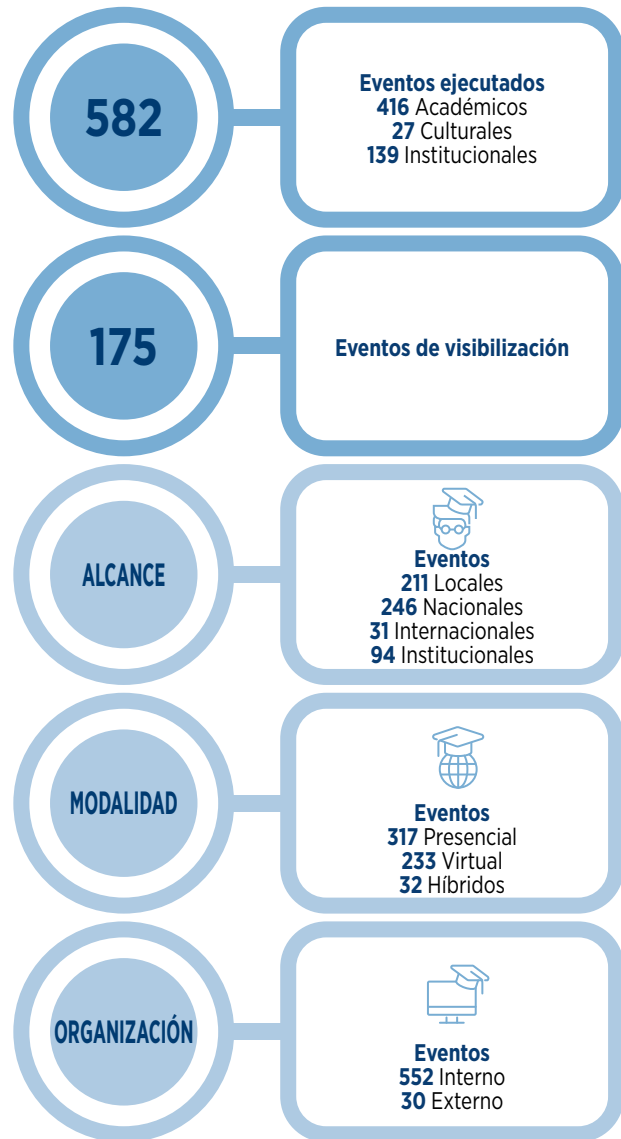 582
Eventos ejecutados
416 Académicos
27 Culturales
139 Institucionales
175
Eventos de visibilización
ALCANCE
Eventos
211 Locales
246 Nacionales
31 Internacionales
94 Institucionales
MODALIDAD
Eventos
317 Presencial
233 Virtual
32 Híbridos
ORGANIZACIÓN
Eventos
552 Interno
30 Externo